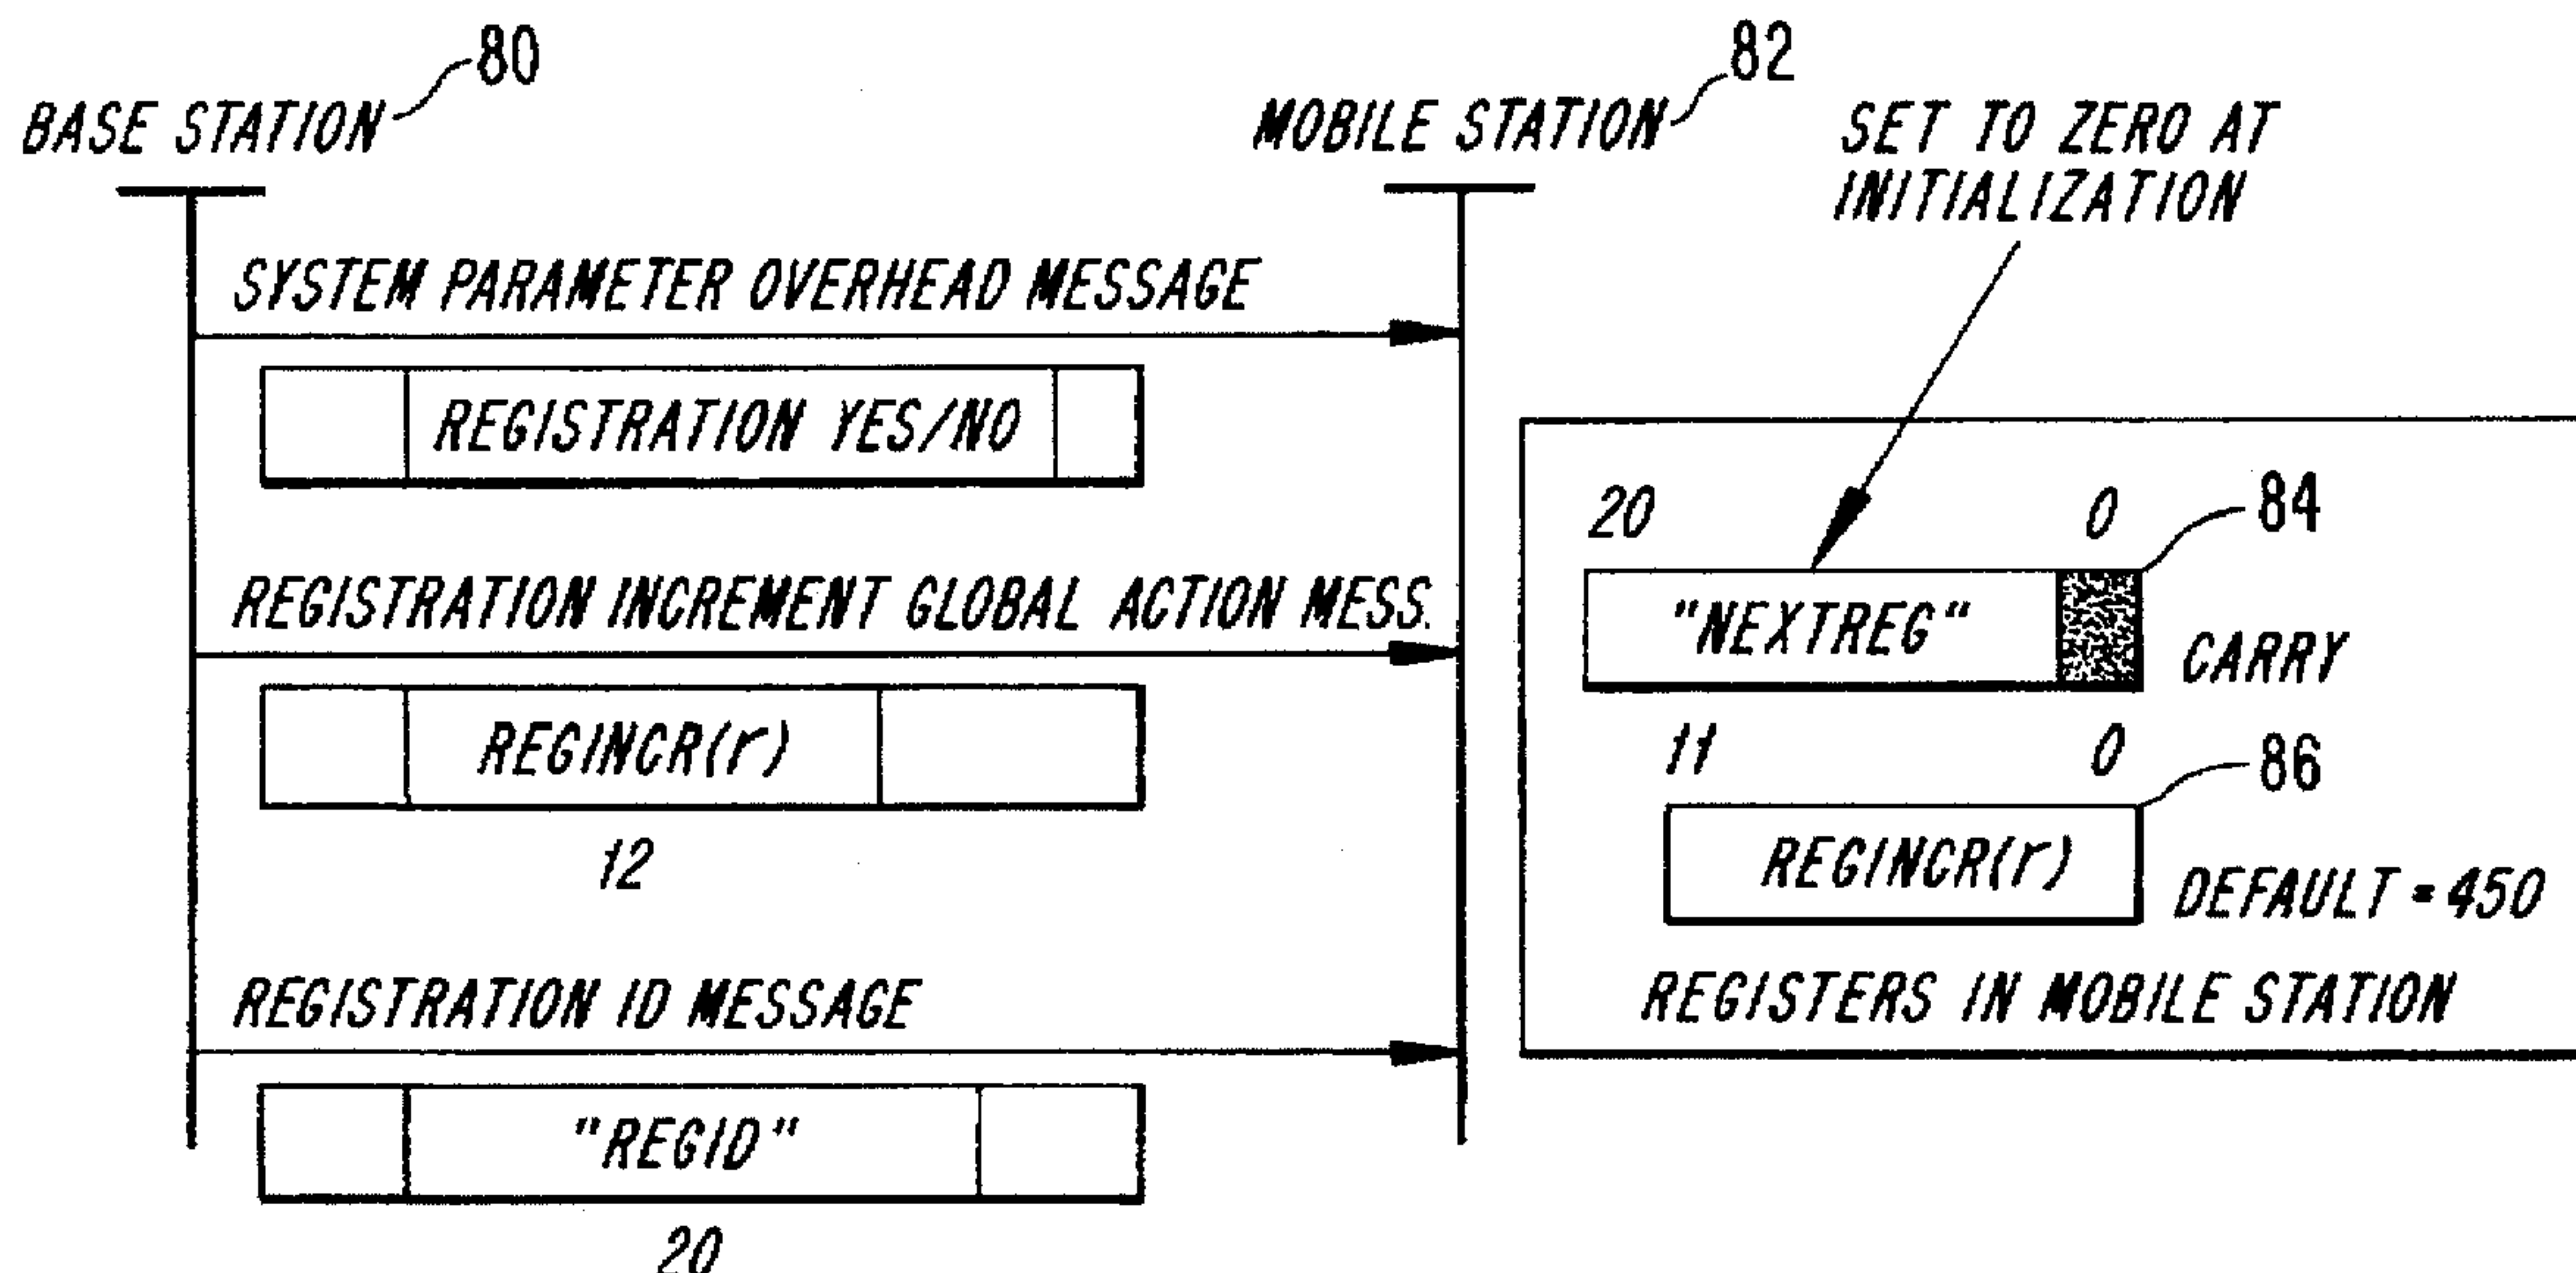 80
BASE STATION
82
MOBILE STATION
SET TO ZERO AT
INITIALIZATION
SYSTEM PARAMETER OVERHEAD MESSAGE
REGISTRATION YES/NO
REGISTRATION INCREMENT GLOBAL ACTION MESS.
REGINCR(r)
12
REGISTRATION ID MESSAGE
"REGID"
20
20 0
84
"NEXTREG"
CARRY
11 0
86
REGINCR(r)
DEFAULT = 450
REGISTERS IN MOBILE STATION